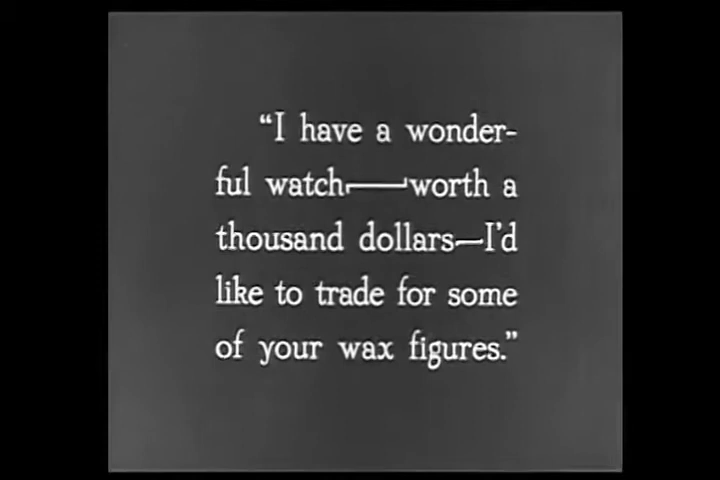 “I have a wonder-
ful watch——worth a
thousand dollars—I'd
like to trade for some
of your wax figures.”